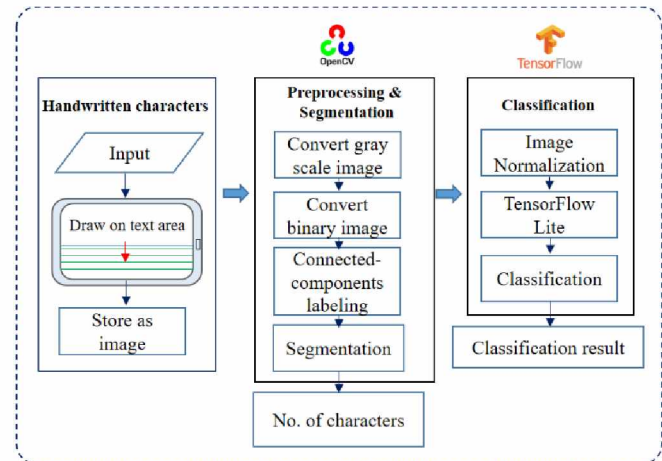 OpenCV
TensorFlow
Handwritten characters
Input
Draw on text area
Store as
image
Preprocessing &
Segmentation
Convert gray
scale image
Convert
binary image
Connected-
components
labeling
Segmentation
No. of characters
Classification
Image
Normalization
TensorFlow
Lite
Classification
Classification result